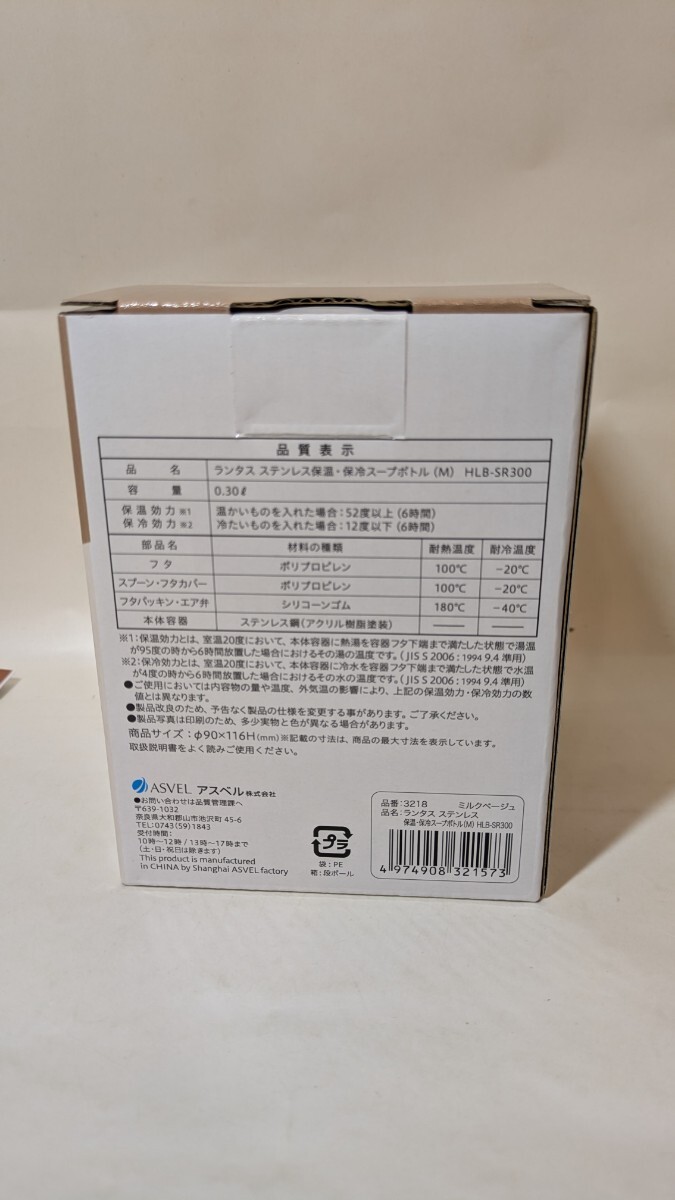 品質表示
品名 ランタス ステンレス保温・保冷スープボトル(M) HLB-SR300
容量 0.30ℓ
保温効力※1 温かいものを入れた場合:52度以上(6時間)
保冷効力※2 冷たいものを入れた場合:12度以下(6時間)
部品名 材料の種類 耐熱温度 耐冷温度
フタ ポリプロピレン 100℃ -20℃
スプーン・フタカバー ポリプロピレン 100℃ -20℃
フタパッキン・エア弁 シリコーンゴム 180℃ -40℃
本体容器 ステンレス鋼(アクリル樹脂塗装) ―― ――
※1:保温効力とは、室温20度において、本体容器に熱湯を容器フタ下端まで満たした状態で湯温
が95度の時から6時間放置した場合におけるその湯の温度です。(JIS S 2006:1994 9.4 準用)
※2:保冷効力とは、室温20度において、本体容器に冷水を容器フタ下端まで満たした状態で水温
が4度の時から6時間放置した場合におけるその水の温度です。(JIS S 2006:1994 9.4 準用)
●ご使用においては内容物の量や温度、外気温の影響により、上記の保温効力・保冷効力の数
値とは異なります。
●製品改良のため、予告なく製品の仕様を変更する事があります。ご了承ください。
●製品写真は印刷のため、多少実物と色が異なる場合があります。
商品サイズ:φ90×116H(mm)※記載の寸法は、商品の最大寸法を表示しています。
取扱説明書をよく読みご使用ください。
ASVEL アスベル株式会社
●お問い合わせは品質管理課へ
〒639-1032
奈良県大和郡山市池沢町 45-6
TEL:0743(59)1843
受付時間:
10時~12時/13時~17時まで
(土・日・祝日は除きます)
This product is manufactured
in CHINA by Shanghai ASVEL factory
プラ
袋:PE
箱:段ボール
品番:3218 ミルクベージュ
品名:ランタス ステンレス
保温・保冷スープボトル(M) HLB-SR300
4 974908 321573